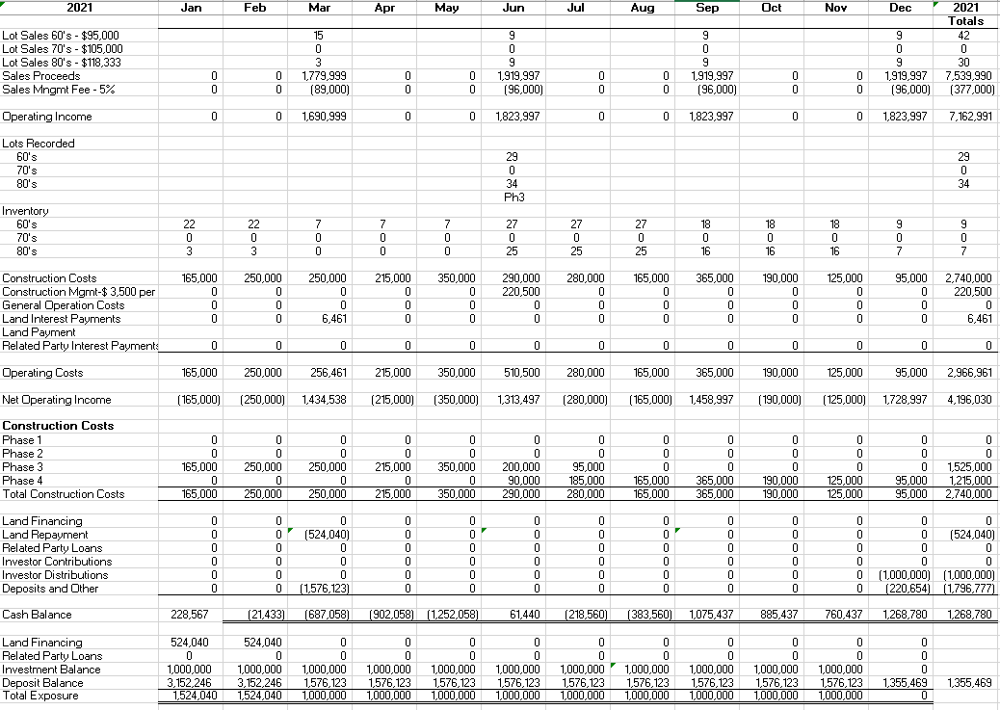 2021 Jan Feb Mar Apr May Jun Jul Aug Sep Oct Nov Dec 2021
Totals
Lot Sales 60's - $95,000 15 9 9 9 42
Lot Sales 70's - $105,000 0 0 0 0 0
Lot Sales 80's - $118,333 3 9 9 9 30
Sales Proceeds 0 0 1,779,999 0 0 1,919,997 0 0 1,919,997 0 0 1,919,997 7,539,990
Sales Mngmt Fee - 5% 0 0 (89,000) 0 0 (96,000) 0 0 (96,000) 0 0 (96,000) (377,000)
Operating Income 0 0 1,690,999 0 0 1,823,997 0 0 1,823,997 0 0 1,823,997 7,162,991
Lots Recorded
60's 29 29
70's 0 0
80's 34 34
Ph3
Inventory
60's 22 22 7 7 7 27 27 27 18 18 18 9 9
70's 0 0 0 0 0 0 0 0 0 0 0 0 0
80's 3 3 0 0 0 25 25 25 16 16 16 7 7
Construction Costs 165,000 250,000 250,000 215,000 350,000 290,000 280,000 165,000 365,000 190,000 125,000 95,000 2,740,000
Construction Mgmt-$ 3,500 per 0 0 0 0 0 220,500 0 0 0 0 0 0 220,500
General Operation Costs 0 0 0 0 0 0 0 0 0 0 0 0 0
Land Interest Payments 0 0 6,461 0 0 0 0 0 0 0 0 0 6,461
Land Payment
Related Party Interest Payments 0 0 0 0 0 0 0 0 0 0 0 0 0
Operating Costs 165,000 250,000 256,461 215,000 350,000 510,500 280,000 165,000 365,000 190,000 125,000 95,000 2,966,961
Net Operating Income (165,000) (250,000) 1,434,538 (215,000) (350,000) 1,313,497 (280,000) (165,000) 1,458,997 (190,000) (125,000) 1,728,997 4,196,030
Construction Costs
Phase 1 0 0 0 0 0 0 0 0 0 0 0 0 0
Phase 2 0 0 0 0 0 0 0 0 0 0 0 0 0
Phase 3 165,000 250,000 250,000 215,000 350,000 200,000 95,000 0 0 0 0 0 1,525,000
Phase 4 0 0 0 0 0 90,000 185,000 165,000 365,000 190,000 125,000 95,000 1,215,000
Total Construction Costs 165,000 250,000 250,000 215,000 350,000 290,000 280,000 165,000 365,000 190,000 125,000 95,000 2,740,000
Land Financing 0 0 0 0 0 0 0 0 0 0 0 0 0
Land Repayment 0 0 (524,040) 0 0 0 0 0 0 0 0 0 (524,040)
Related Party Loans 0 0 0 0 0 0 0 0 0 0 0 0 0
Investor Contributions 0 0 0 0 0 0 0 0 0 0 0 0 0
Investor Distributions 0 0 0 0 0 0 0 0 0 0 0 (1,000,000) (1,000,000)
Deposits and Other 0 0 (1,576,123) 0 0 0 0 0 0 0 0 (220,654) (1,796,777)
Cash Balance 228,567 (21,433) (687,058) (902,058) (1,252,058) 61,440 (218,560) (383,560) 1,075,437 885,437 760,437 1,268,780 1,268,780
Land Financing 524,040 524,040 0 0 0 0 0 0 0 0 0 0
Related Party Loans 0 0 0 0 0 0 0 0 0 0 0 0
Investment Balance 1,000,000 1,000,000 1,000,000 1,000,000 1,000,000 1,000,000 1,000,000 1,000,000 1,000,000 1,000,000 1,000,000 0
Deposit Balance 3,152,246 3,152,246 1,576,123 1,576,123 1,576,123 1,576,123 1,576,123 1,576,123 1,576,123 1,576,123 1,576,123 1,355,469 1,355,469
Total Exposure 1,524,040 1,524,040 1,000,000 1,000,000 1,000,000 1,000,000 1,000,000 1,000,000 1,000,000 1,000,000 1,000,000 0